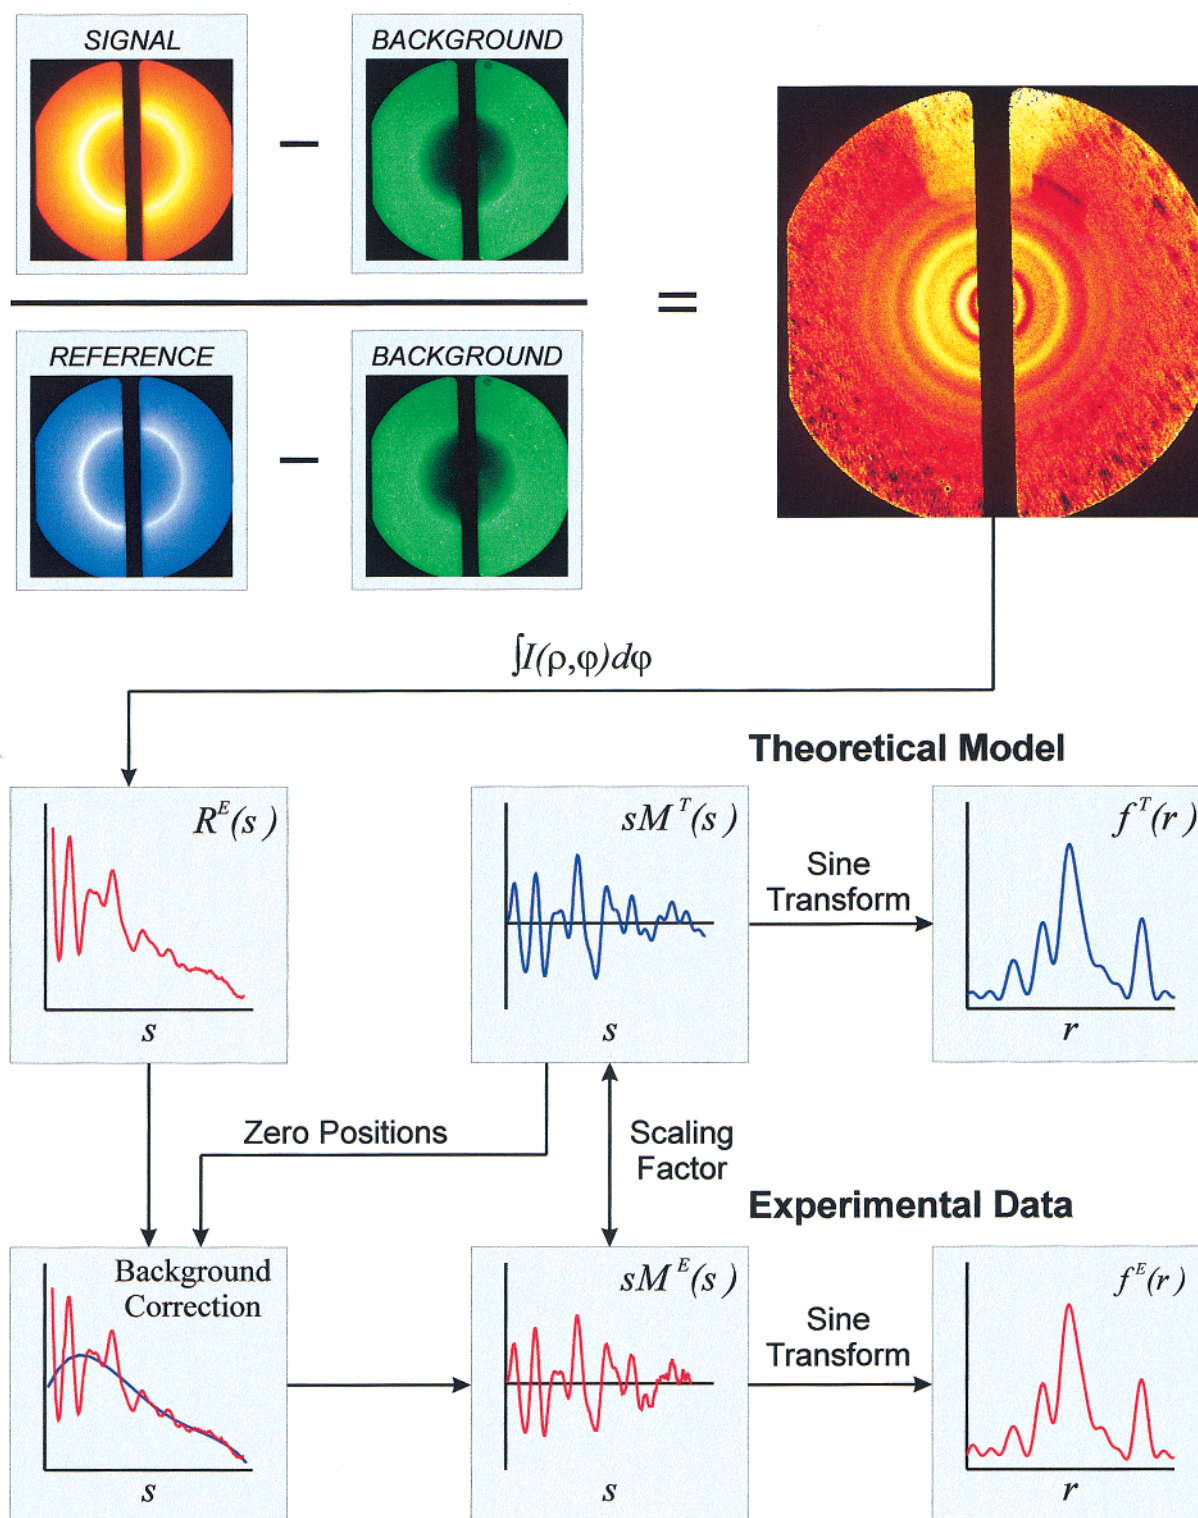 SIGNAL
BACKGROUND
−
=
REFERENCE
BACKGROUND
−
∫I(ρ,φ)dφ
Theoretical Model
R^E(s)
s
sM^T(s)
s
Sine
Transform
f^T(r)
r
Zero Positions
Scaling
Factor
Experimental Data
Background
Correction
s
sM^E(s)
s
Sine
Transform
f^E(r)
r